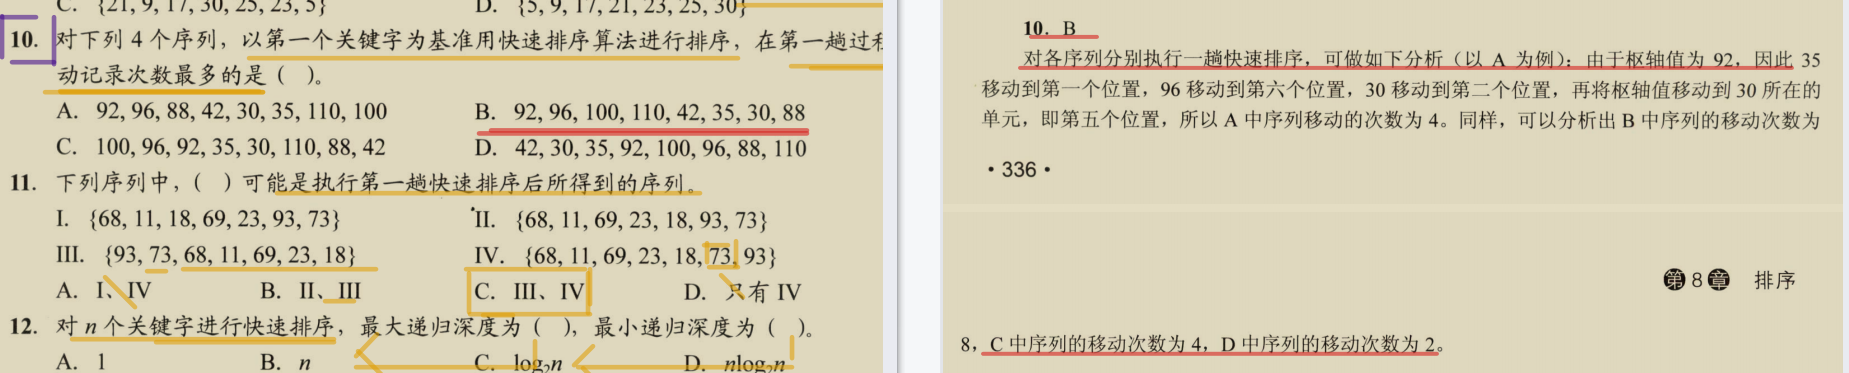 C. {21, 9, 17, 30, 25, 23, 5}
D. {5, 9, 17, 21, 23, 25, 30}
10. 对下列 4 个序列，以第一个关键字为基准用快速排序算法进行排序，在第一趟过程
动记录次数最多的是（ ）。
A. 92, 96, 88, 42, 30, 35, 110, 100
B. 92, 96, 100, 110, 42, 35, 30, 88
C. 100, 96, 92, 35, 30, 110, 88, 42
D. 42, 30, 35, 92, 100, 96, 88, 110
11. 下列序列中，（ ）可能是执行第一趟快速排序后所得到的序列。
I. {68, 11, 18, 69, 23, 93, 73}
II. {68, 11, 69, 23, 18, 93, 73}
III. {93, 73, 68, 11, 69, 23, 18}
IV. {68, 11, 69, 23, 18, 73, 93}
A. I、IV
B. II、III
C. III、IV
D. 只有 IV
12. 对 n 个关键字进行快速排序，最大递归深度为（ ），最小递归深度为（ ）。
A. 1
B. n
C. log₂n
D. nlog₂n
10. B
对各序列分别执行一趟快速排序，可做如下分析（以 A 为例）：由于枢轴值为 92，因此 35
移动到第一个位置，96 移动到第六个位置，30 移动到第二个位置，再将枢轴值移动到 30 所在的
单元，即第五个位置，所以 A 中序列移动的次数为 4。同样，可以分析出 B 中序列的移动次数为
• 336 •
第 8 章 排序
8，C 中序列的移动次数为 4，D 中序列的移动次数为 2。